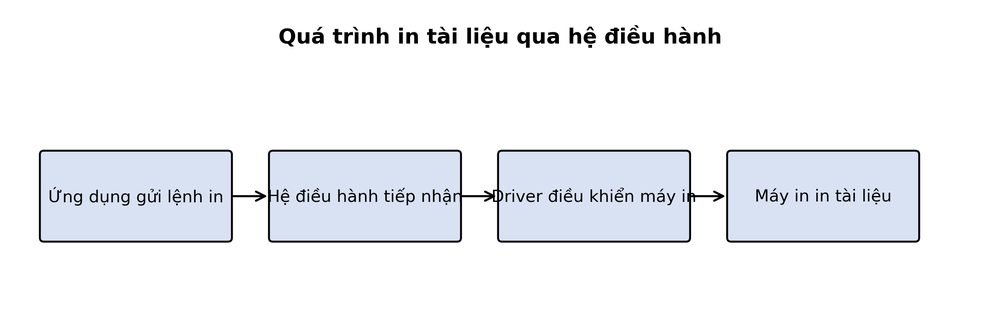 Quá trình in tài liệu qua hệ điều hành
Ứng dụng gửi lệnh in
Hệ điều hành tiếp nhận
Driver điều khiển máy in
Máy in in tài liệu